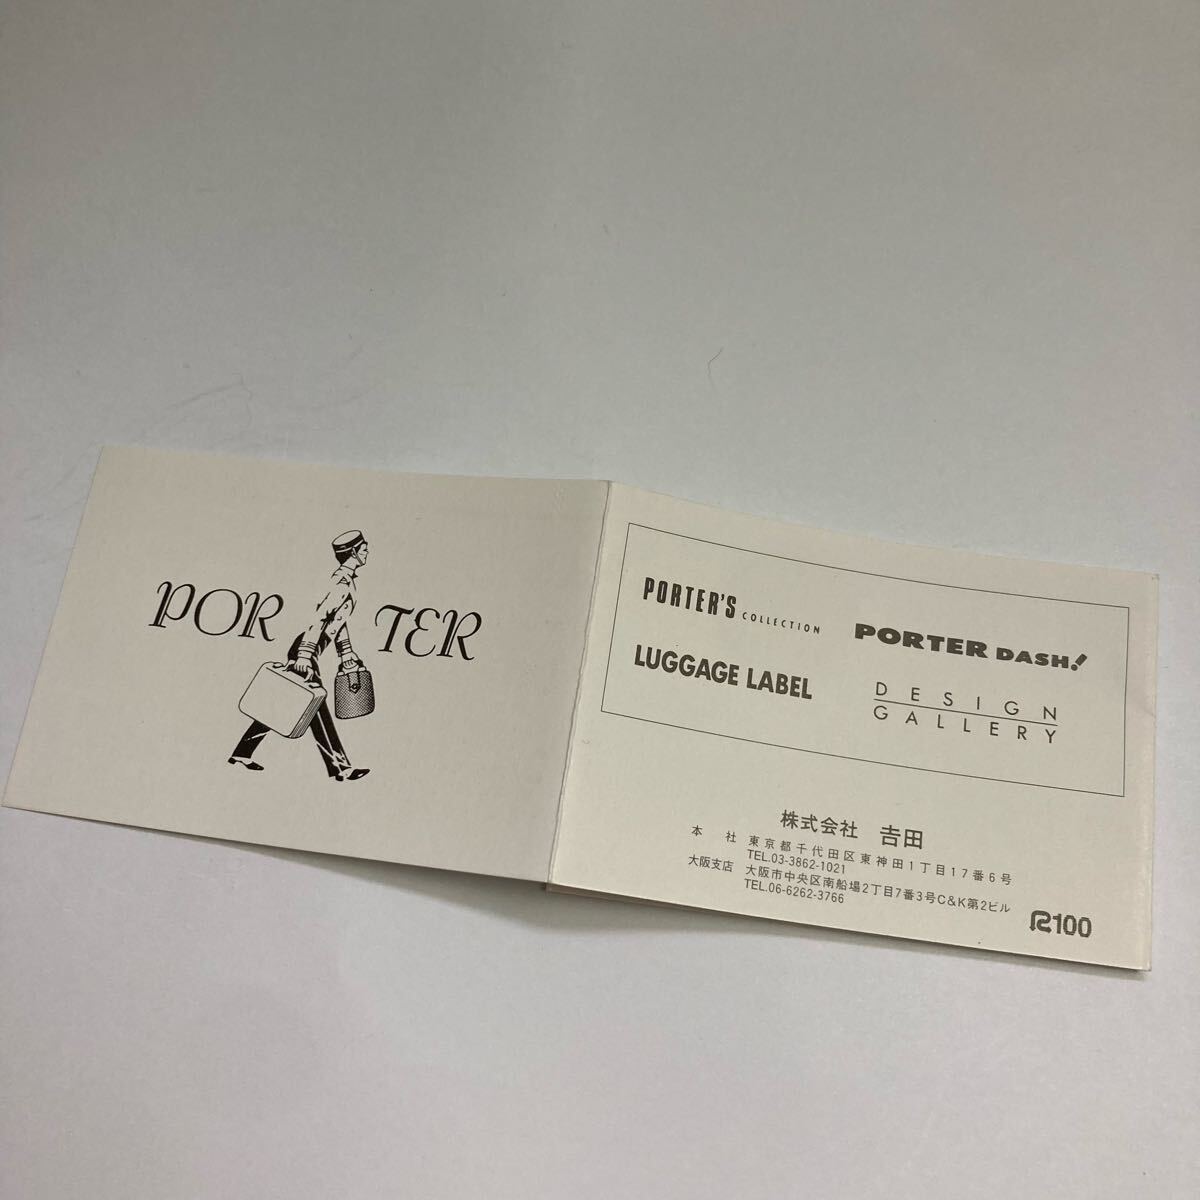 PORTER
PORTER'S COLLECTION
PORTER DASH!
LUGGAGE LABEL
DESIGN
GALLERY
株式会社 吉田
本 社 東京都千代田区東神田1丁目17番6号
TEL.03-3862-1021
大阪支店 大阪市中央区南船場2丁目7番3号C&K第2ビル
TEL.06-6262-3766
R100